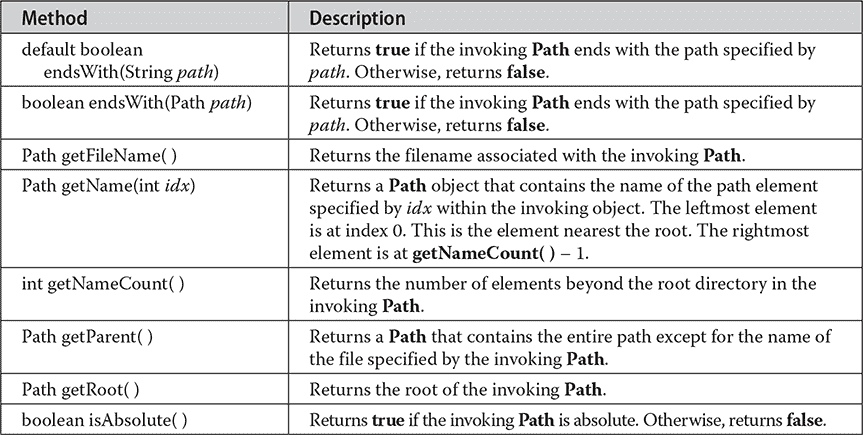 Method Description
default boolean Returns true if the invoking Path ends with the path specified by
endsWith(String path) path. Otherwise, returns false.
boolean endsWith(Path path) Returns true if the invoking Path ends with the path specified by
path. Otherwise, returns false.
Path getFileName( ) Returns the filename associated with the invoking Path.
Path getName(int idx) Returns a Path object that contains the name of the path element
specified by idx within the invoking object. The leftmost element
is at index 0. This is the element nearest the root. The rightmost
element is at getNameCount( ) – 1.
int getNameCount( ) Returns the number of elements beyond the root directory in the
invoking Path.
Path getParent( ) Returns a Path that contains the entire path except for the name of
the file specified by the invoking Path.
Path getRoot( ) Returns the root of the invoking Path.
boolean isAbsolute( ) Returns true if the invoking Path is absolute. Otherwise, returns false.